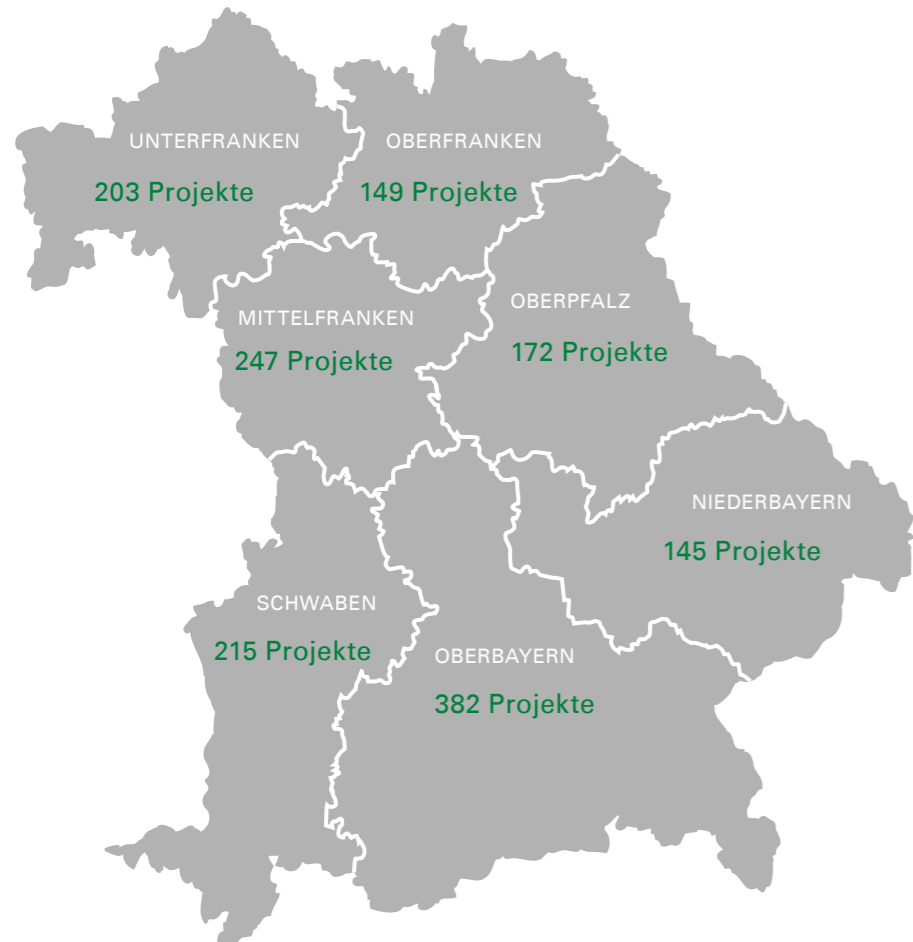 UNTERFRANKEN
203 Projekte
OBERFRANKEN
149 Projekte
MITTELFRANKEN
247 Projekte
OBERPFALZ
172 Projekte
NIEDERBAYERN
145 Projekte
SCHWABEN
215 Projekte
OBERBAYERN
382 Projekte